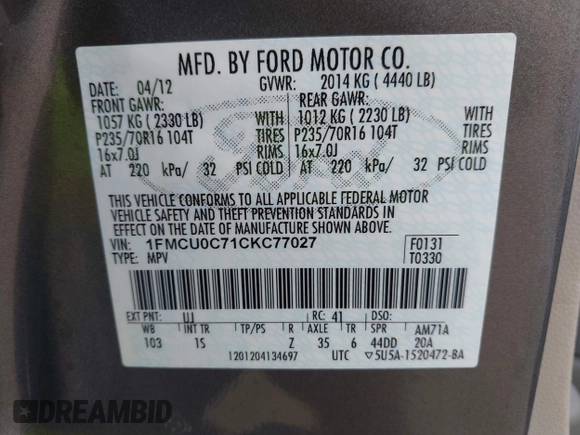 MFD. BY FORD MOTOR CO.
DATE: 04/12 GVWR: 2014 KG ( 4440 LB)
FRONT GAWR: REAR GAWR:
1057 KG ( 2330 LB) WITH 1012 KG ( 2230 LB) WITH
P235/70R16 104T TIRES P235/70R16 104T TIRES
16x7.0J RIMS 16x7.0J RIMS
AT 220 kPa/ 32 PSI COLD AT 220 kPa/ 32 PSI COLD
THIS VEHICLE CONFORMS TO ALL APPLICABLE FEDERAL MOTOR
VEHICLE SAFETY AND THEFT PREVENTION STANDARDS IN
EFFECT ON THE DATE OF MANUFACTURE SHOWN ABOVE.
VIN: 1FMCU0C71CKC77027 F0131
TYPE: MPV T0330
EXT PNT: UJ RC: 41 DSO:
WB INT TR TP/PS R AXLE TR SPR AM71A
103 1S Z 35 6 44DD 20A
1201204134697 UTC ▽5U5A-1520472-BA
DREAMBID